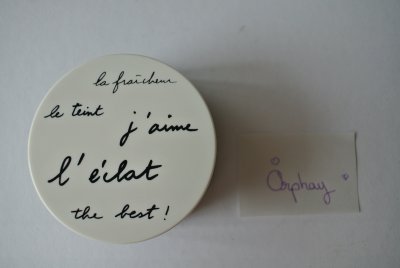 la fraîcheur
le teint
j'aime
l'éclat
the best !
Orphay